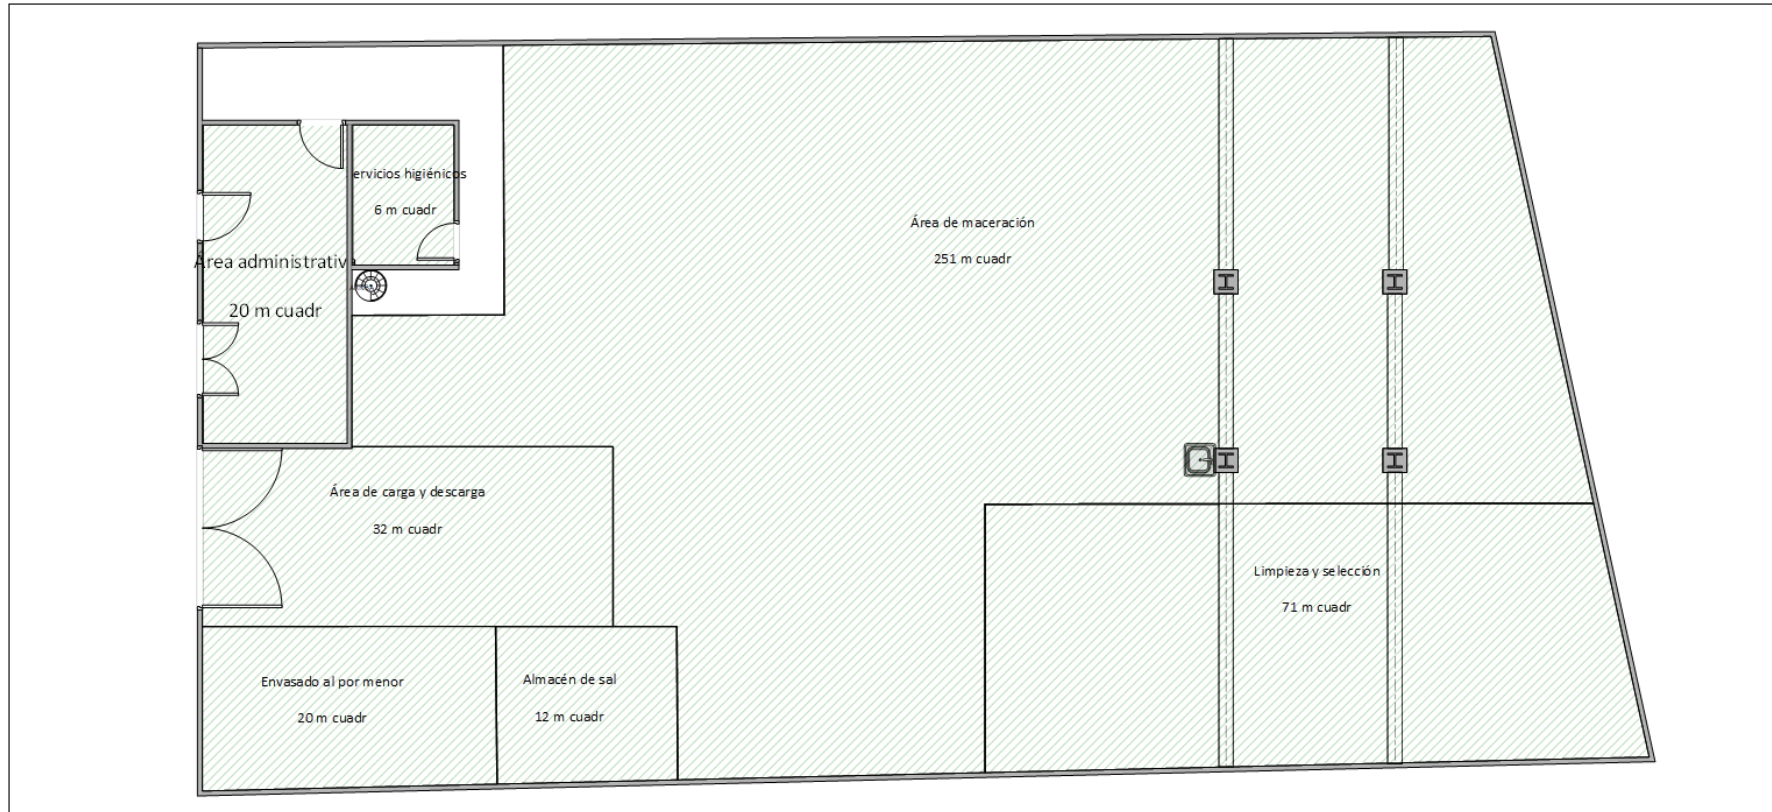 ervicios higiénicos
6 m cuadr
Área de maceración
251 m cuadr
Área administrativ
20 m cuadr
Área de carga y descarga
32 m cuadr
Limpieza y selección
71 m cuadr
Envasado al por menor
20 m cuadr
Almacén de sal
12 m cuadr